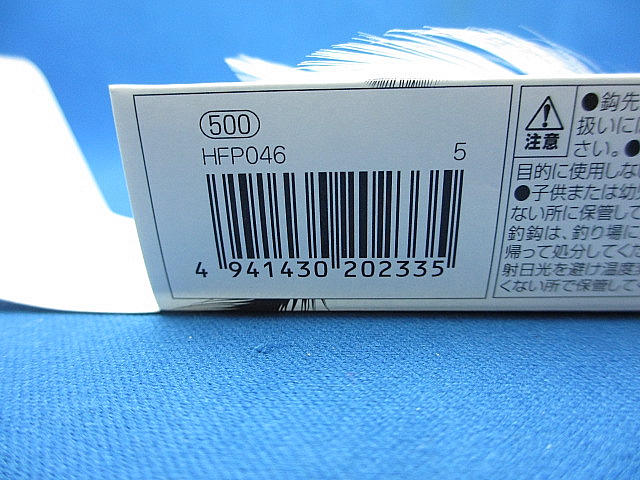 500
HFP046 5
4 941430 202335
注意
●鈎先
扱いに
さい。●
目的に使用しな
●子供または幼
ない所に保管して
釣鈎は、釣り場に
帰って処分してくだ
射日光を避け温度
くない所で保管して